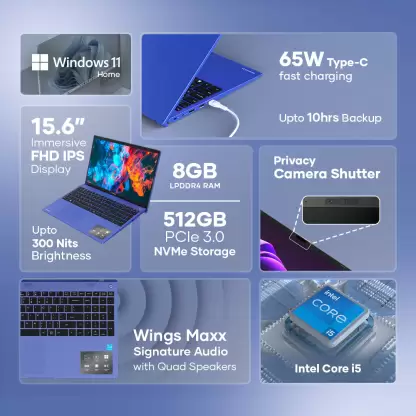 Windows 11
Home
65W Type-C
fast charging
Upto 10hrs Backup
15.6”
Immersive
FHD IPS
Display
Upto
300 Nits
Brightness
8GB
LPDDR4 RAM
512GB
PCIe 3.0
NVMe Storage
Privacy
Camera Shutter
Wings Maxx
Signature Audio
with Quad Speakers
intel
CORE
i5
Intel Core i5